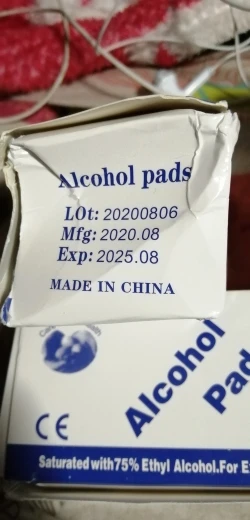 Alcohol pads
LOt: 20200806
Mfg: 2020.08
Exp: 2025.08
MADE IN CHINA
Alcohol
Pad
CE
Saturated with 75% Ethyl Alcohol.For